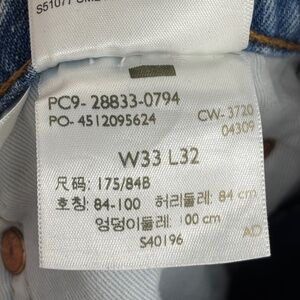 PC9- 28833-0794
PO- 4512095624
CW- 3720
04309
W33 L32
尺码: 175/84B
호칭: 84-100 허리둘레: 84 cm
엉덩이둘레: 100 cm
S40196
AD